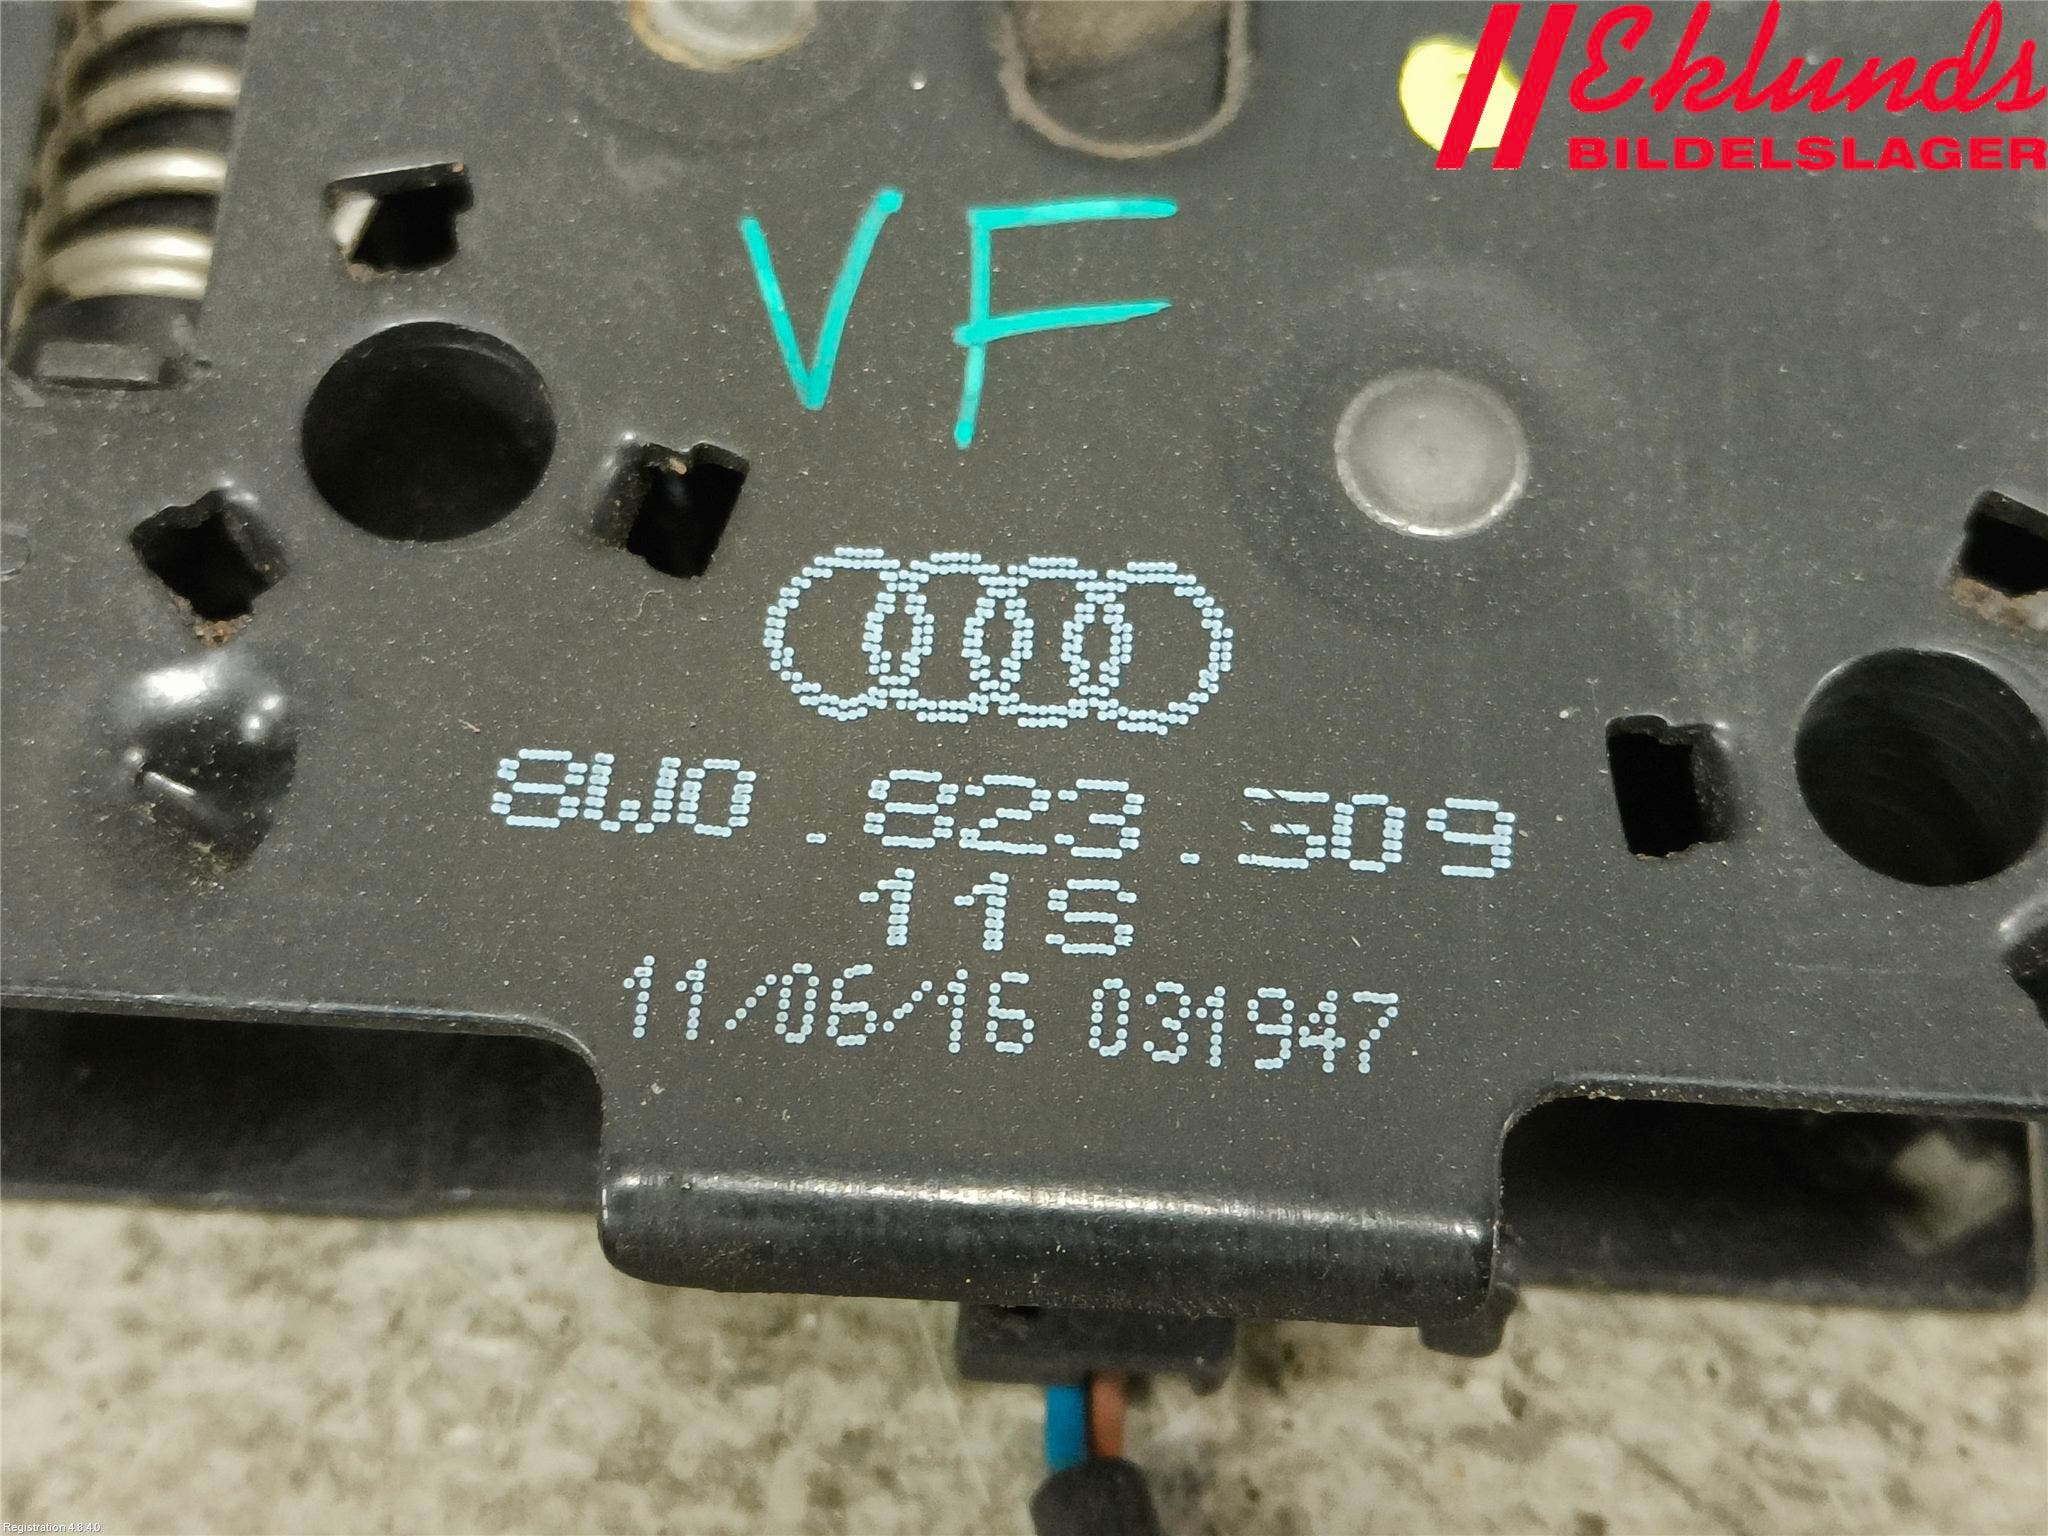 Eklunds
BILDELSLAGER
VF
8W0.823.509
11S
11/06/16 031947
Registration 4.8.4.0